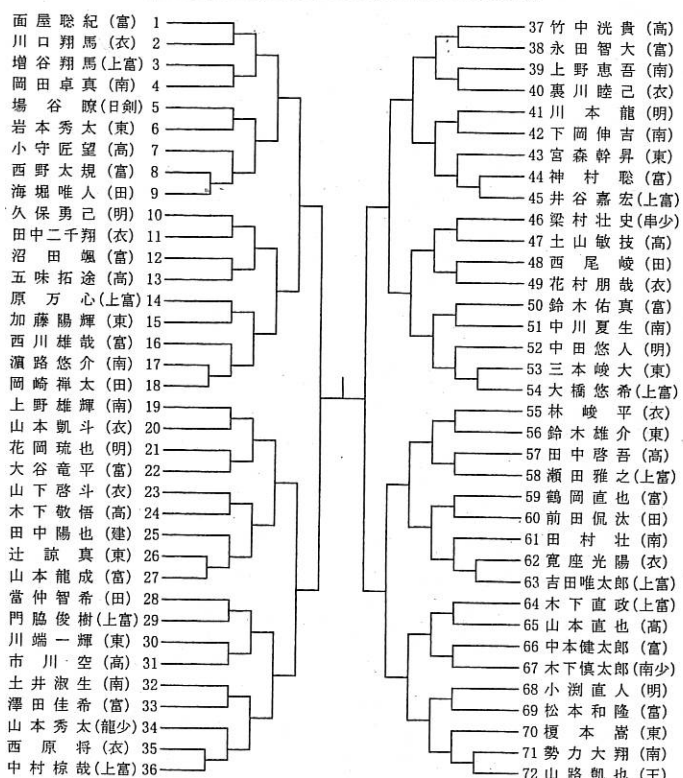 面屋聡紀(富) 1
川口翔馬(衣) 2
増谷翔馬(上富) 3
岡田卓真(南) 4
場谷瞭(日剣) 5
岩本秀太(東) 6
小守匠望(高) 7
西野太規(富) 8
海堀唯人(田) 9
久保勇己(明) 10
田中二千翔(衣) 11
沼田颯(富) 12
五味拓途(高) 13
原万心(上富) 14
加藤陽輝(東) 15
西川雄哉(富) 16
濵路悠介(南) 17
岡崎禅太(田) 18
上野雄輝(南) 19
山本凱斗(衣) 20
花岡琉也(明) 21
大谷竜平(富) 22
山下啓斗(衣) 23
木下敬悟(高) 24
田中陽也(建) 25
辻諒真(東) 26
山本龍成(富) 27
當仲智希(田) 28
門脇俊樹(上富) 29
川端一輝(東) 30
市川空(高) 31
土井淑生(南) 32
澤田佳希(富) 33
山本秀太(龍少) 34
西原将(衣) 35
中村椋哉(上富) 36
37 竹中洸貴(高)
38 永田智大(富)
39 上野恵吾(南)
40 裏川睦己(衣)
41 川本龍(明)
42 下岡伸吉(南)
43 宮森幹昇(東)
44 神村聡(富)
45 井谷嘉宏(上富)
46 梁村壮史(串少)
47 土山敏技(高)
48 西尾崚(田)
49 花村朋哉(衣)
50 鈴木佑真(富)
51 中川夏生(南)
52 中田悠人(明)
53 三本峻大(東)
54 大橋悠希(上富)
55 林峻平(衣)
56 鈴木雄介(東)
57 田中啓吾(高)
58 瀬田雅之(上富)
59 鶴岡直也(富)
60 前田侃汰(田)
61 田村壮(南)
62 寛座光陽(衣)
63 吉田唯太郎(上富)
64 木下直政(上富)
65 山本直也(高)
66 中本健太郎(富)
67 木下慎太郎(南少)
68 小渕直人(明)
69 松本和隆(富)
70 榎本嵩(東)
71 勢力大翔(南)
72 山路凱也(王)